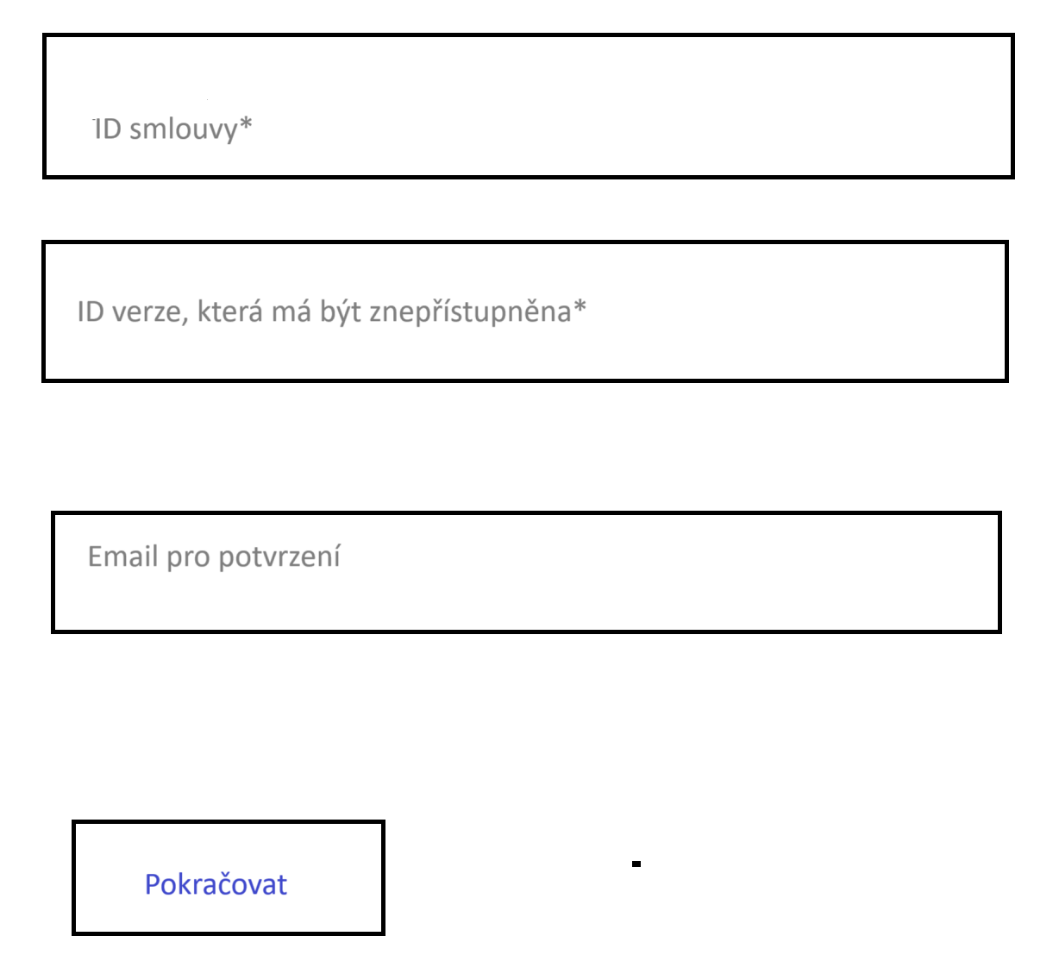 ID smlouvy*
ID verze, která má být znepřístupněna*
Email pro potvrzení
Pokračovat